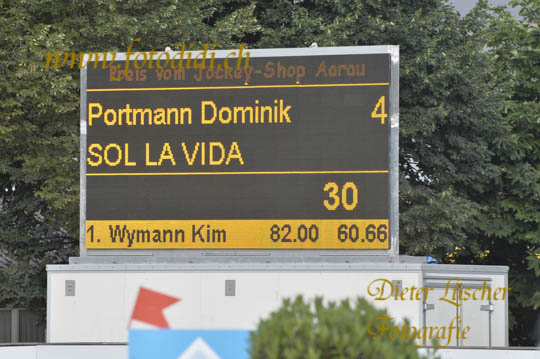 www.fotodidi.ch
Preis vom Jockey-Shop Aarau
Portmann Dominik 4
SOL LA VIDA
30
1. Wymann Kim 82.00 60.66
Dieter Lüscher
Fotografie